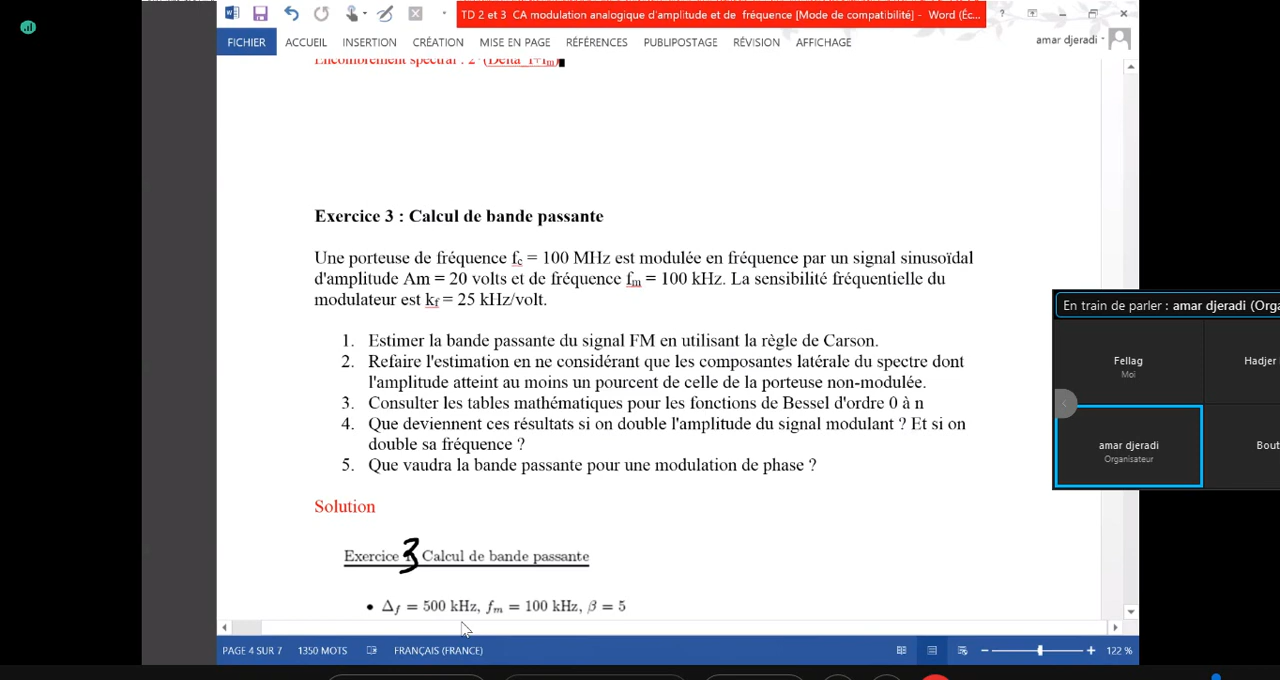 TD 2 et 3 CA modulation analogique d'amplitude et de fréquence [Mode de compatibilité] - Word (Éc...
FICHIER ACCUEIL INSERTION CRÉATION MISE EN PAGE RÉFÉRENCES PUBLIPOSTAGE RÉVISION AFFICHAGE
amar djeradi
Encombrement spectral : 2*(Delta_f+fm)
Exercice 3 : Calcul de bande passante
Une porteuse de fréquence fc = 100 MHz est modulée en fréquence par un signal sinusoïdal
d'amplitude Am = 20 volts et de fréquence fm = 100 kHz. La sensibilité fréquentielle du
modulateur est kf = 25 kHz/volt.
1. Estimer la bande passante du signal FM en utilisant la règle de Carson.
2. Refaire l'estimation en ne considérant que les composantes latérale du spectre dont
l'amplitude atteint au moins un pourcent de celle de la porteuse non-modulée.
3. Consulter les tables mathématiques pour les fonctions de Bessel d'ordre 0 à n
4. Que deviennent ces résultats si on double l'amplitude du signal modulant ? Et si on
double sa fréquence ?
5. Que vaudra la bande passante pour une modulation de phase ?
Solution
Exercice 3 Calcul de bande passante
• Δf = 500 kHz, fm = 100 kHz, β = 5
En train de parler : amar djeradi (Orga
Fellag
Moi
Hadjer
amar djeradi
Organisateur
Bout
PAGE 4 SUR 7 1350 MOTS FRANÇAIS (FRANCE) 122 %